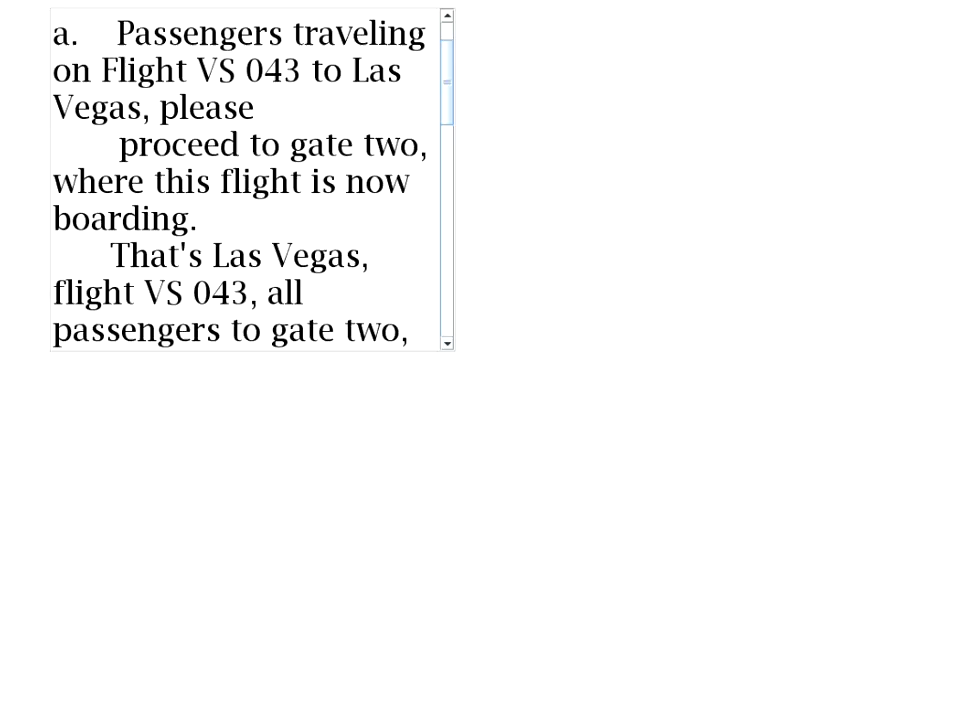 a. Passengers traveling
on Flight VS 043 to Las
Vegas, please
proceed to gate two,
where this flight is now
boarding.
That's Las Vegas,
flight VS 043, all
passengers to gate two,